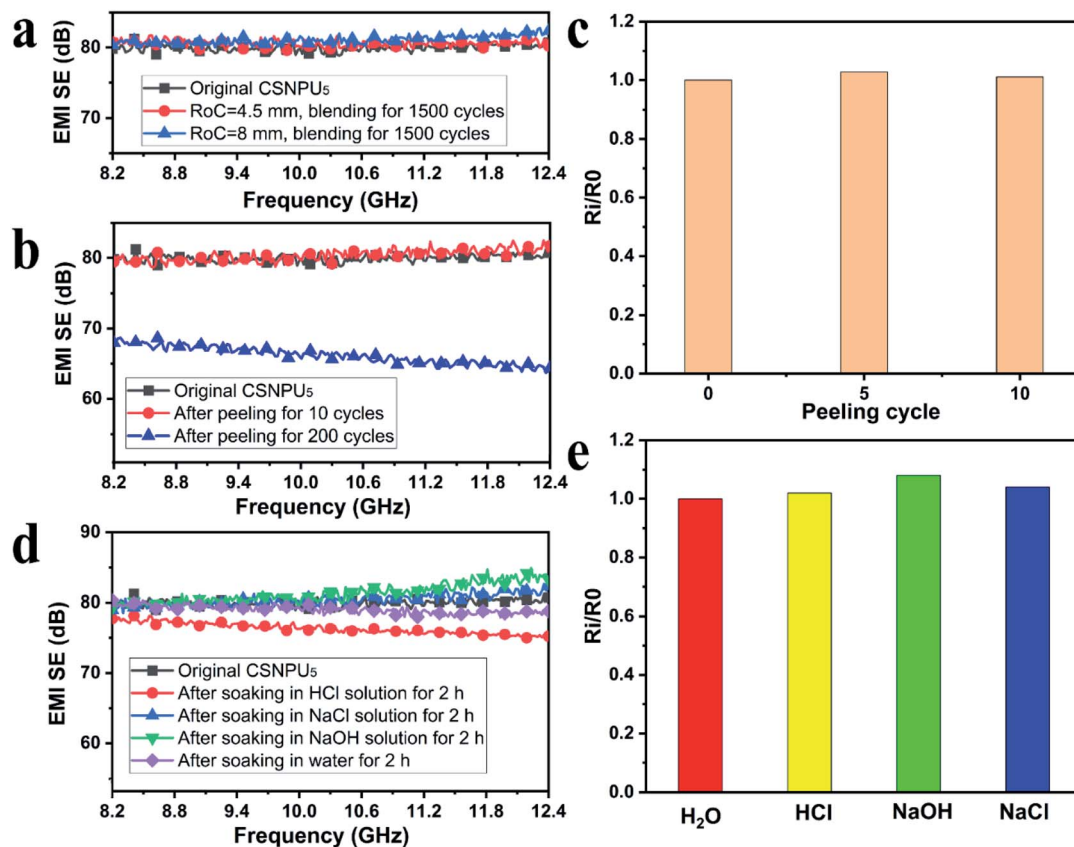 a
EMI SE (dB)
80
70
Original CSNPU₅
RoC=4.5 mm, blending for 1500 cycles
RoC=8 mm, blending for 1500 cycles
8.2 8.8 9.4 10.0 10.6 11.2 11.8 12.4
Frequency (GHz)
b
EMI SE (dB)
80
70
60
Original CSNPU₅
After peeling for 10 cycles
After peeling for 200 cycles
8.2 8.8 9.4 10.0 10.6 11.2 11.8 12.4
Frequency (GHz)
c
Ri/R0
1.2
1.0
0.8
0.6
0.4
0.2
0.0
0 5 10
Peeling cycle
d
EMI SE (dB)
90
80
70
60
Original CSNPU₅
After soaking in HCl solution for 2 h
After soaking in NaCl solution for 2 h
After soaking in NaOH solution for 2 h
After soaking in water for 2 h
8.2 8.8 9.4 10.0 10.6 11.2 11.8 12.4
Frequency (GHz)
e
Ri/R0
1.2
1.0
0.8
0.6
0.4
0.2
0.0
H₂O HCl NaOH NaCl